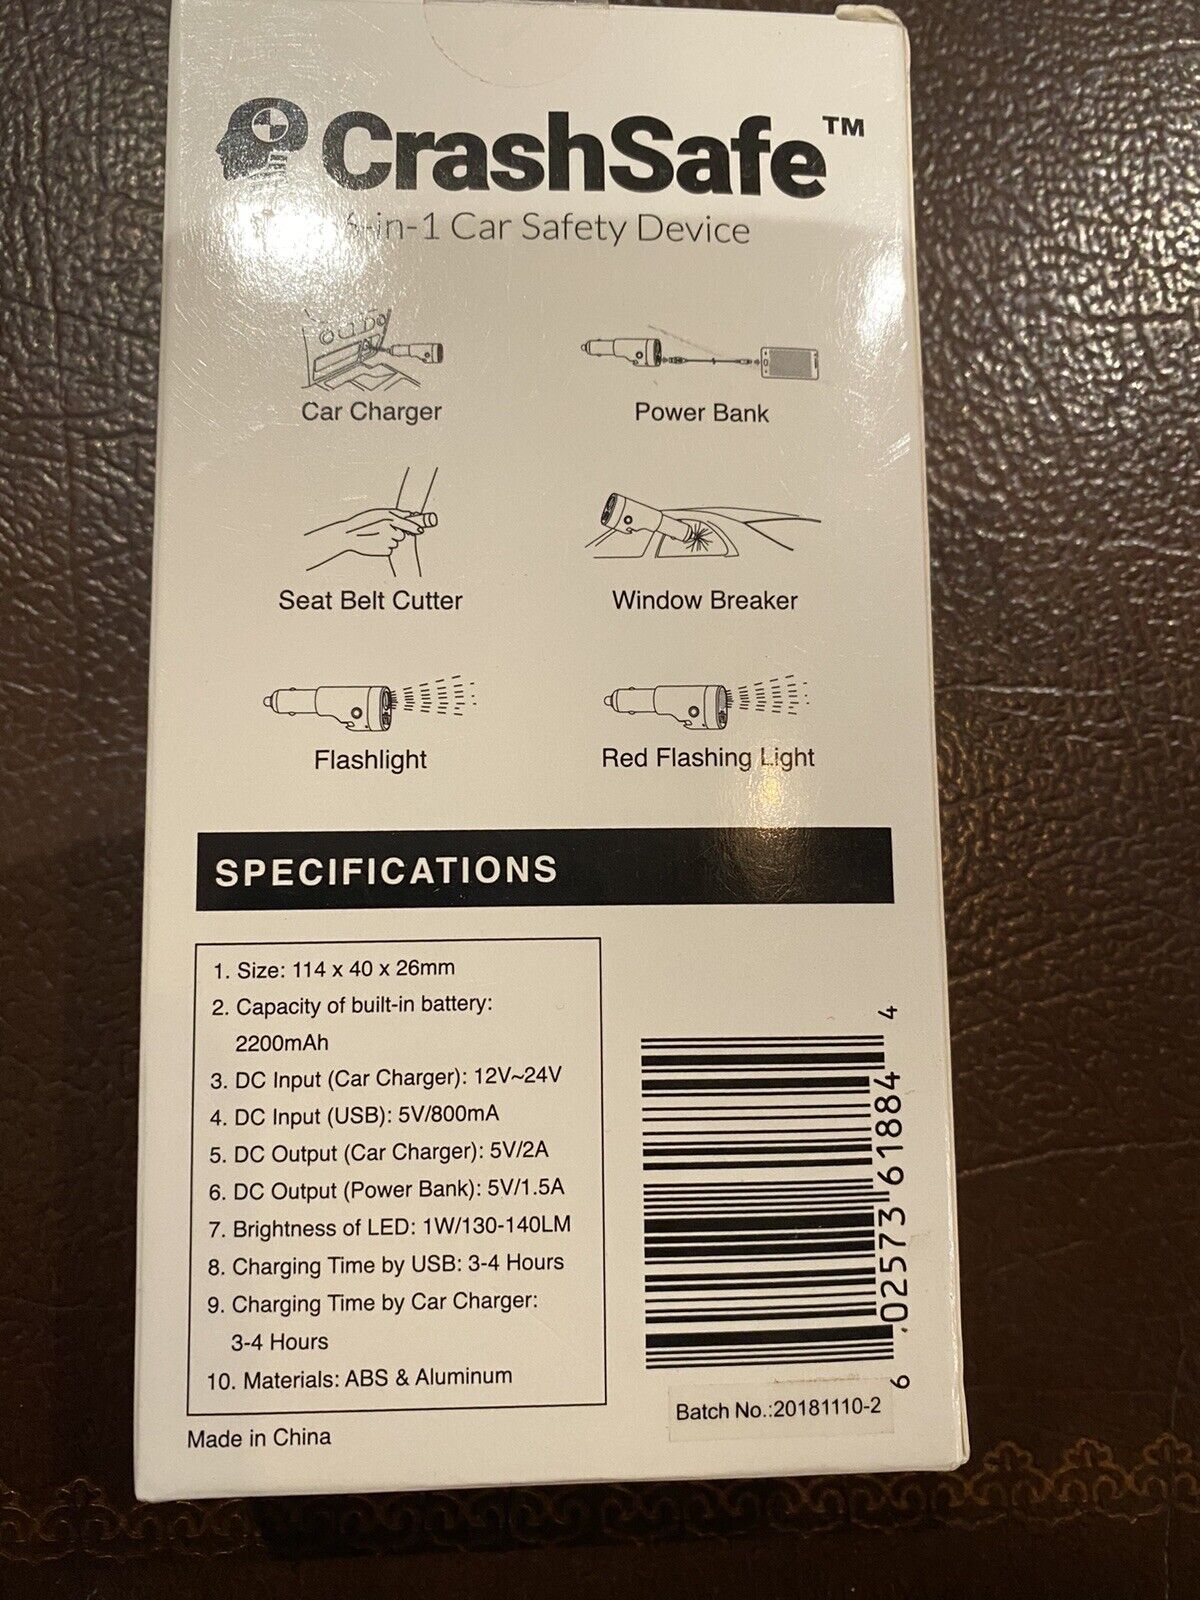 CrashSafe™
6-in-1 Car Safety Device
Car Charger
Power Bank
Seat Belt Cutter
Window Breaker
Flashlight
Red Flashing Light
SPECIFICATIONS
1. Size: 114 x 40 x 26mm
2. Capacity of built-in battery:
2200mAh
3. DC Input (Car Charger): 12V~24V
4. DC Input (USB): 5V/800mA
5. DC Output (Car Charger): 5V/2A
6. DC Output (Power Bank): 5V/1.5A
7. Brightness of LED: 1W/130-140LM
8. Charging Time by USB: 3-4 Hours
9. Charging Time by Car Charger:
3-4 Hours
10. Materials: ABS & Aluminum
Made in China
6 02573 61884 4
Batch No.:20181110-2